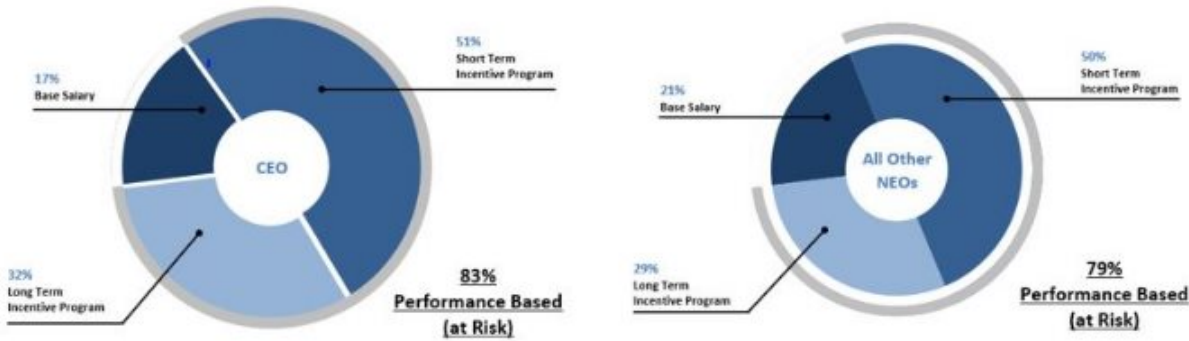 51%
Short Term
Incentive Program
17%
Base Salary
CEO
32%
Long Term
Incentive Program
83%
Performance Based
(at Risk)
50%
Short Term
Incentive Program
21%
Base Salary
All Other
NEOs
29%
Long Term
Incentive Program
79%
Performance Based
(at Risk)